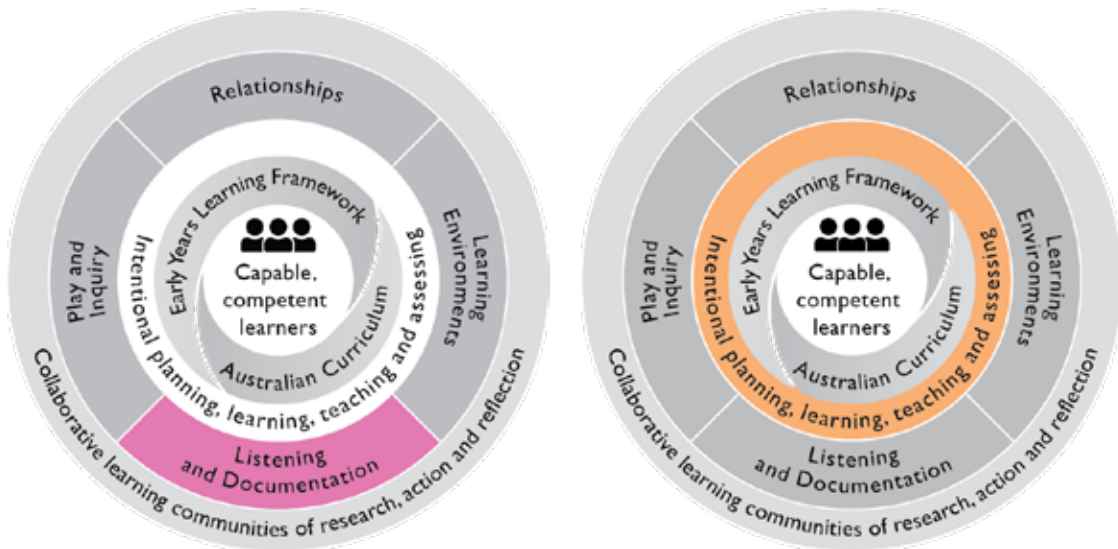 Relationships
Play and
Inquiry
Learning
Environments
Early Years Learning Framework
Capable,
competent
learners
Australian Curriculum
Intentional planning, learning, teaching and assessing
Listening
and Documentation
Collaborative learning communities of research, action and reflection
Relationships
Play and
Inquiry
Learning
Environments
Early Years Learning Framework
Capable,
competent
learners
Australian Curriculum
Intentional planning, learning, teaching and assessing
Listening
and Documentation
Collaborative learning communities of research, action and reflection